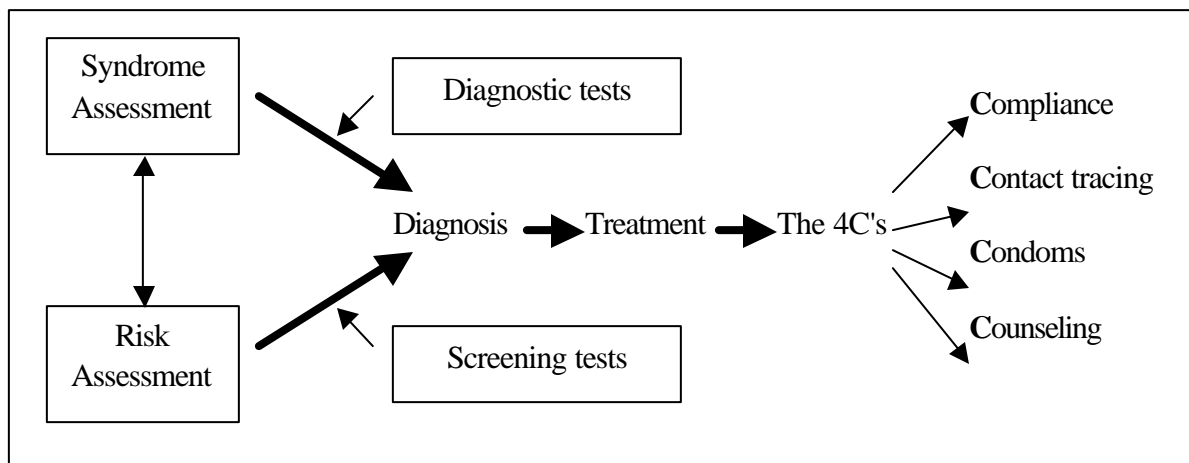 Syndrome
Assessment
Diagnostic tests
Compliance
Contact tracing
Diagnosis
Treatment
The 4C's
Condoms
Counseling
Risk
Assessment
Screening tests